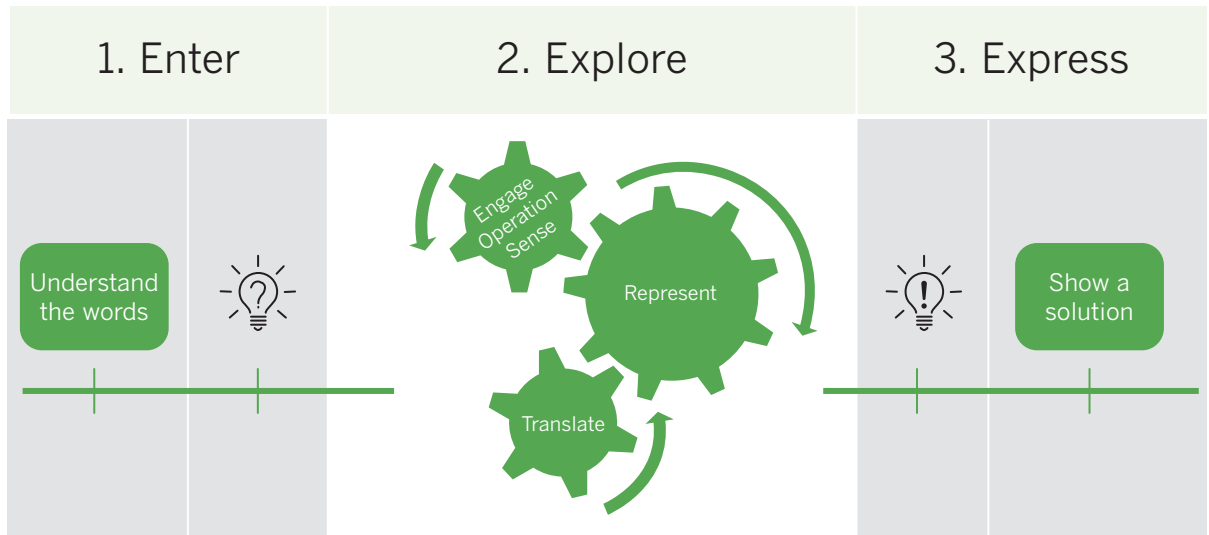 1. Enter
2. Explore
3. Express
Understand
the words
?
Engage
Operation
Sense
Represent
Translate
!
Show a
solution